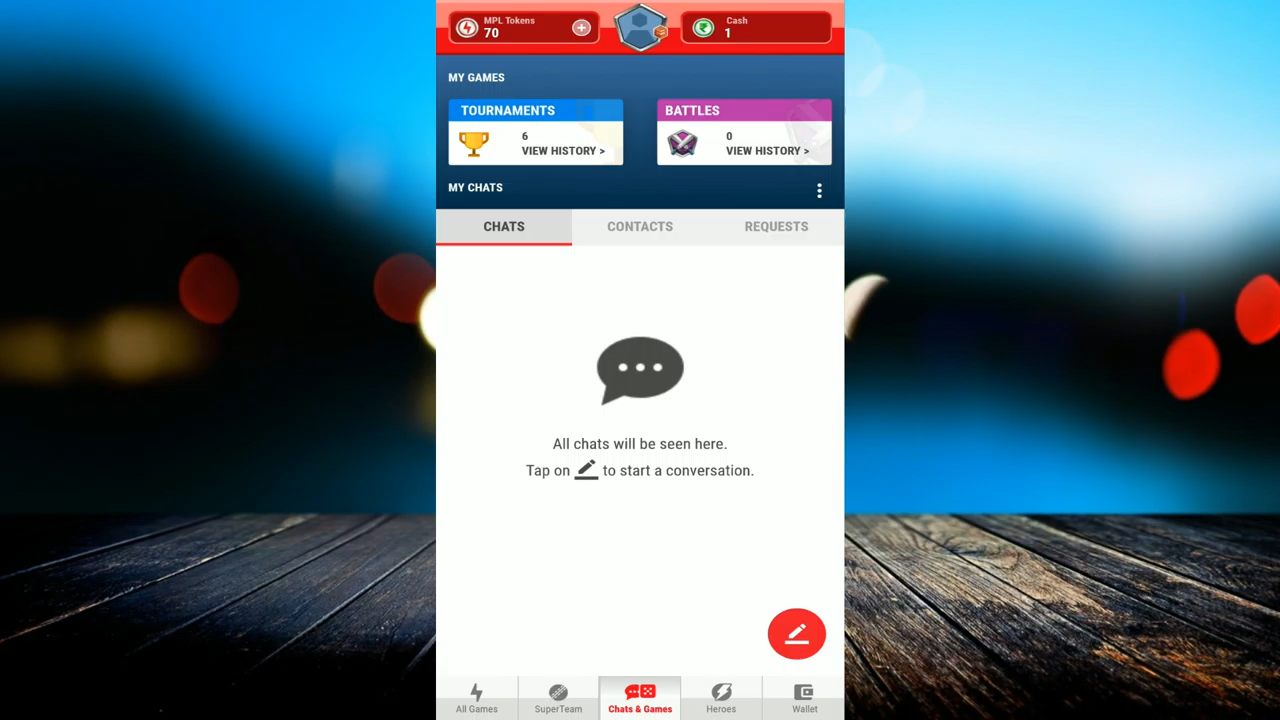 MPL Tokens
70
Cash
1
MY GAMES
TOURNAMENTS
6
VIEW HISTORY >
BATTLES
0
VIEW HISTORY >
MY CHATS
CHATS
CONTACTS
REQUESTS
All chats will be seen here.
Tap on to start a conversation.
All Games
SuperTeam
Chats & Games
Heroes
Wallet